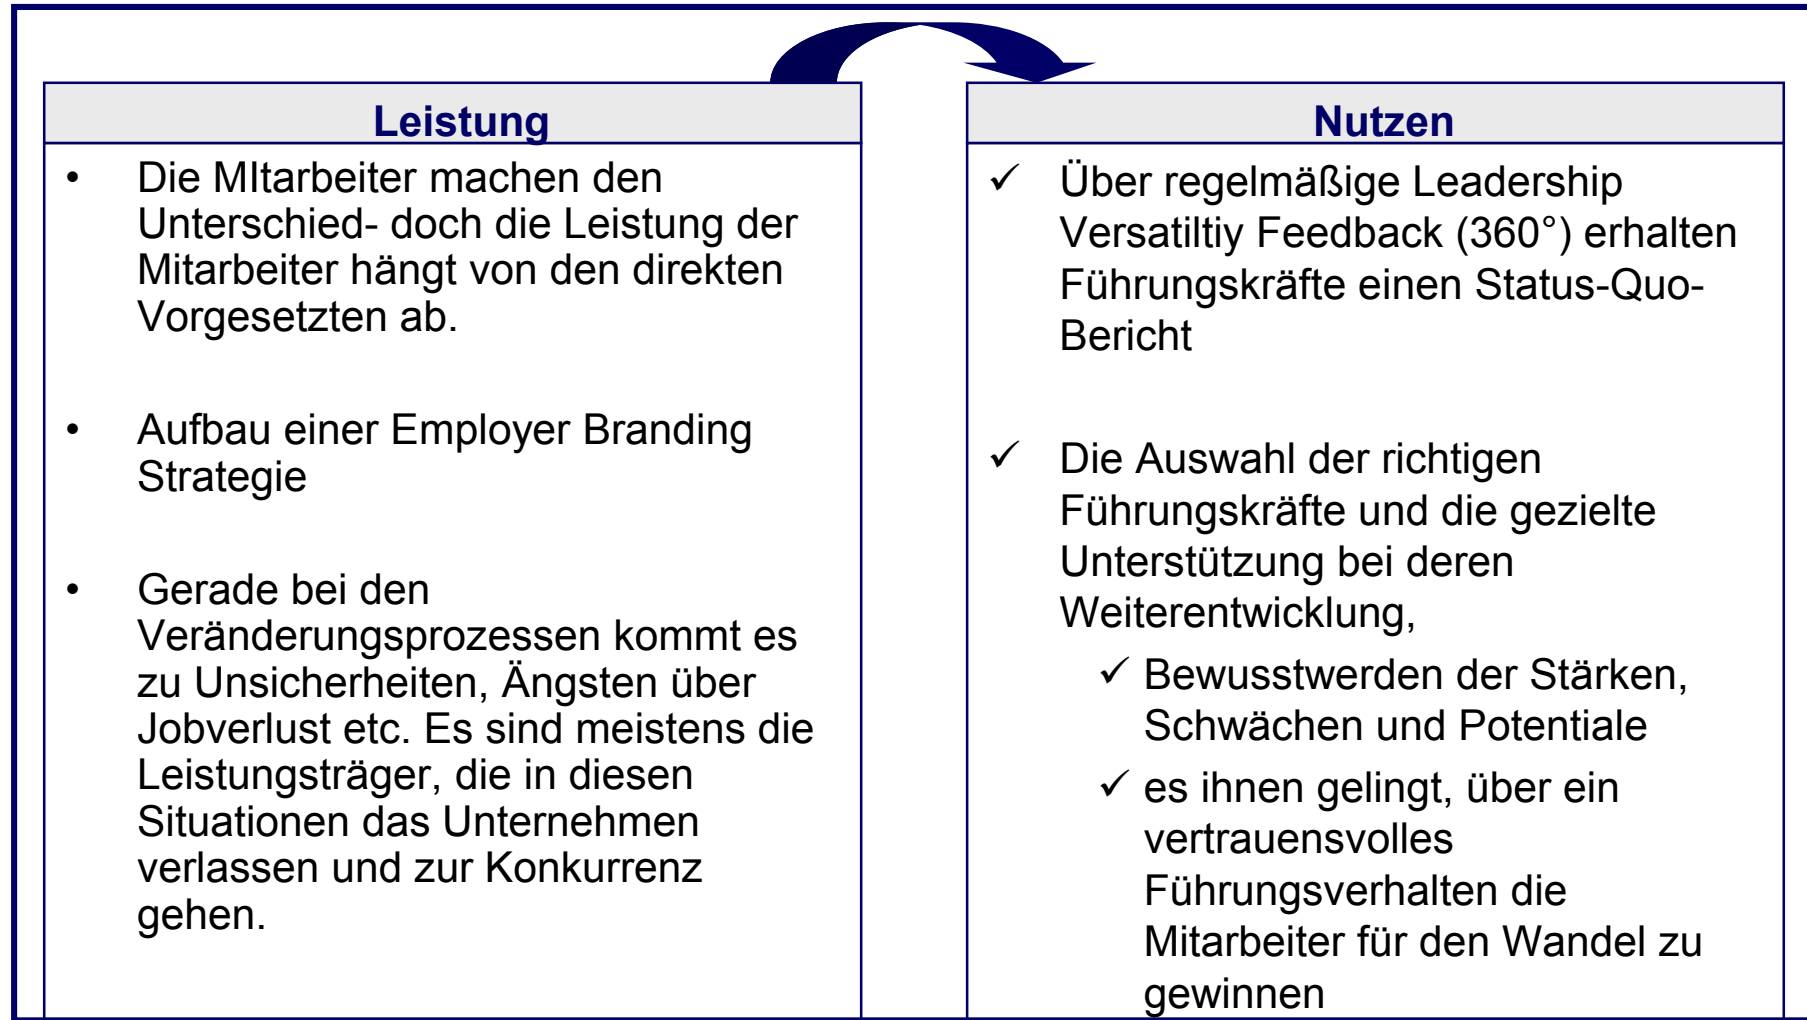 Leistung
• Die MItarbeiter machen den
Unterschied- doch die Leistung der
Mitarbeiter hängt von den direkten
Vorgesetzten ab.
• Aufbau einer Employer Branding
Strategie
• Gerade bei den
Veränderungsprozessen kommt es
zu Unsicherheiten, Ängsten über
Jobverlust etc. Es sind meistens die
Leistungsträger, die in diesen
Situationen das Unternehmen
verlassen und zur Konkurrenz
gehen.
Nutzen
✓ Über regelmäßige Leadership
Versatiltiy Feedback (360°) erhalten
Führungskräfte einen Status-Quo-
Bericht
✓ Die Auswahl der richtigen
Führungskräfte und die gezielte
Unterstützung bei deren
Weiterentwicklung,
✓ Bewusstwerden der Stärken,
Schwächen und Potentiale
✓ es ihnen gelingt, über ein
vertrauensvolles
Führungsverhalten die
Mitarbeiter für den Wandel zu
gewinnen